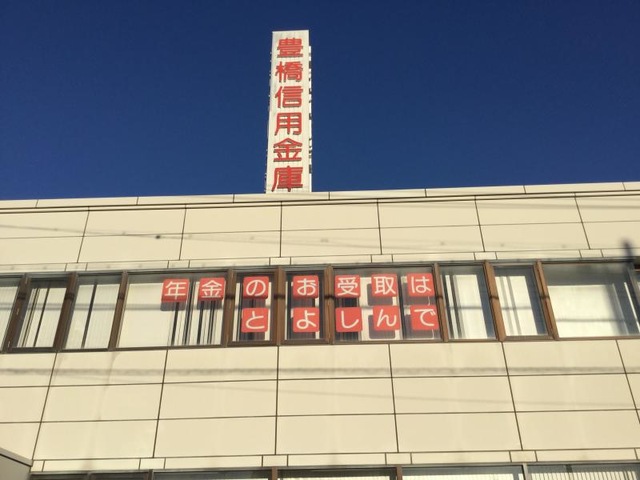 豊橋信用金庫
年金のお受取は
とよしんで